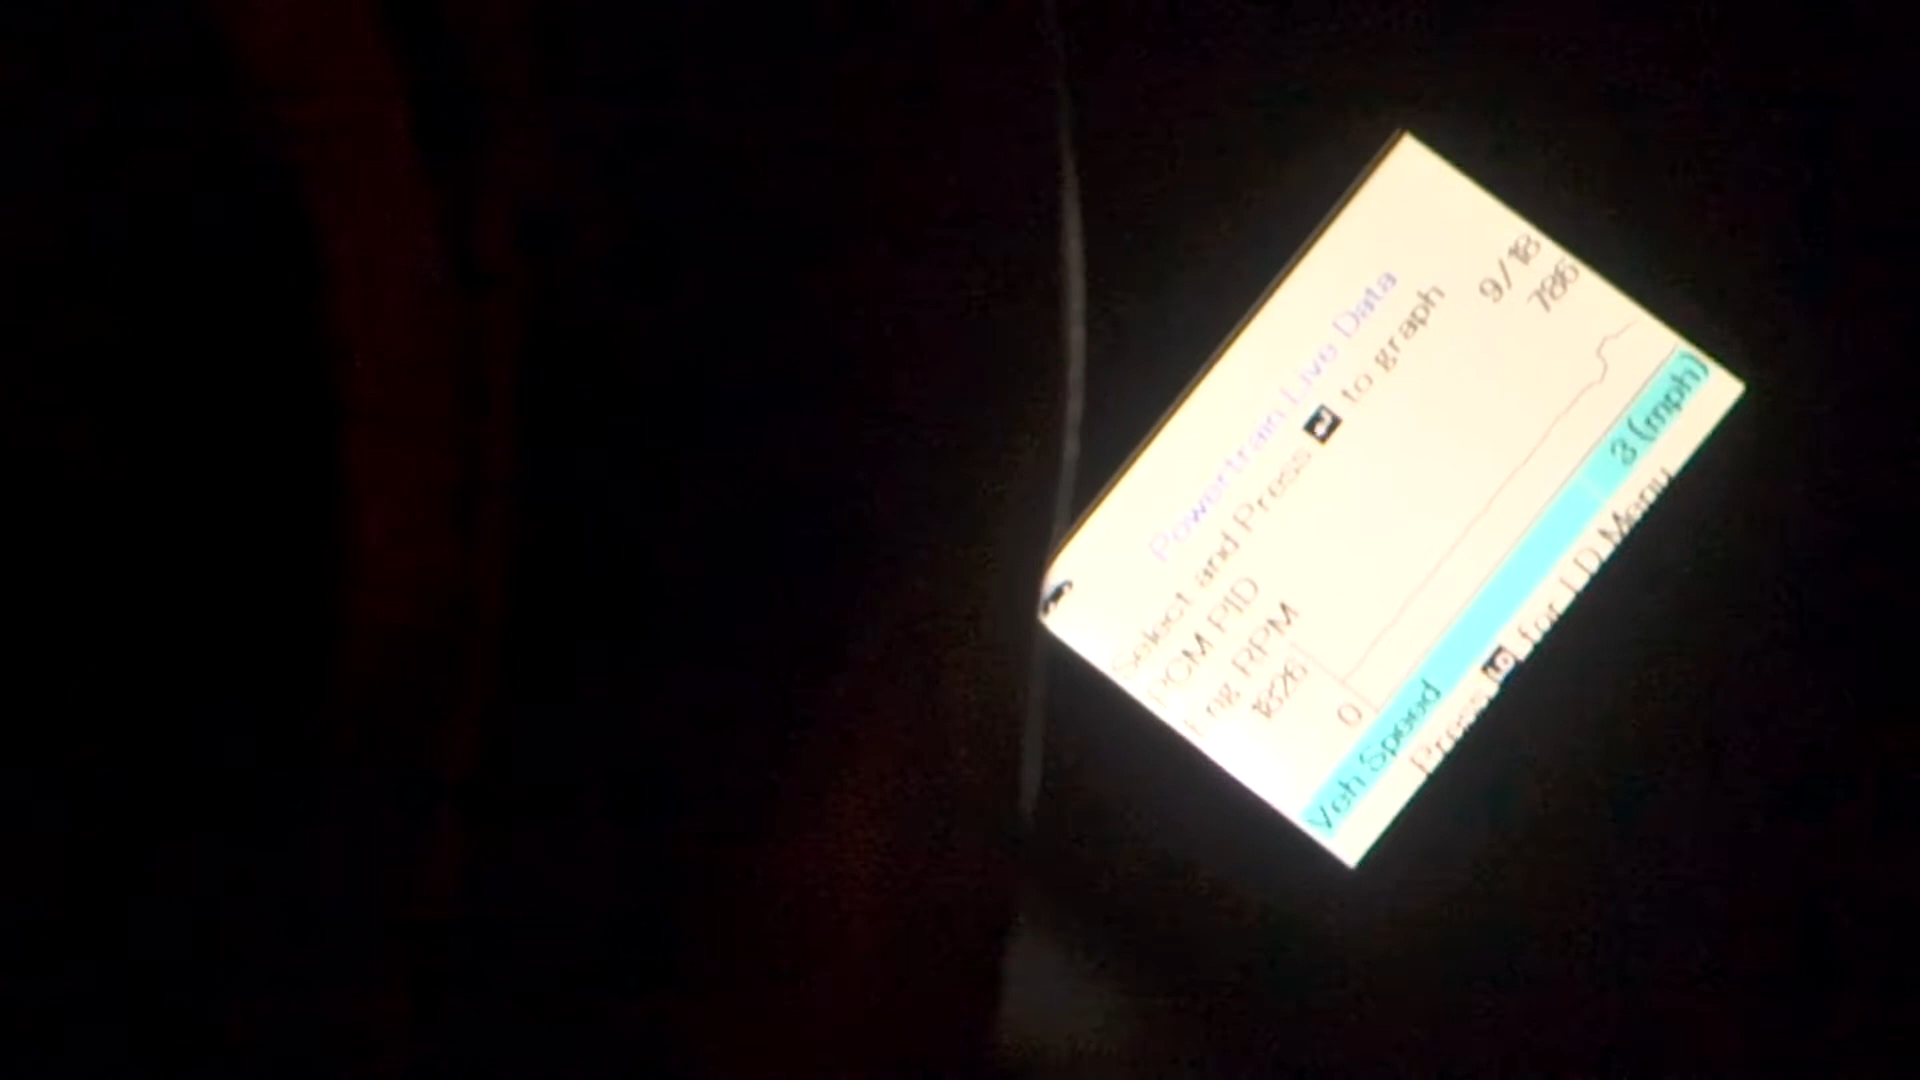 Powertrain Live Data
Select and Press ↵ to graph
PCM PID 9/18
Eng RPM 786
1826
0
Veh Speed 3 (mph)
Press for LD Menu